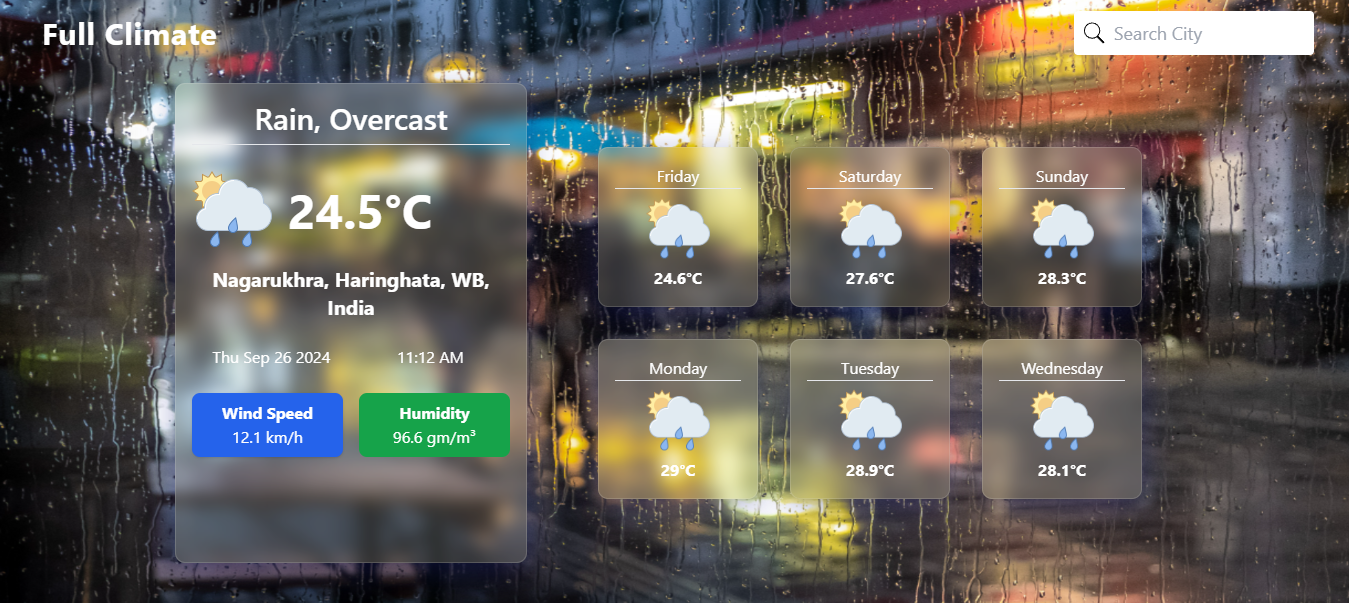 Full Climate
Search City
Rain, Overcast
24.5°C
Nagarukhra, Haringhata, WB,
India
Thu Sep 26 2024 11:12 AM
Wind Speed
12.1 km/h
Humidity
96.6 gm/m³
Friday
24.6°C
Saturday
27.6°C
Sunday
28.3°C
Monday
29°C
Tuesday
28.9°C
Wednesday
28.1°C